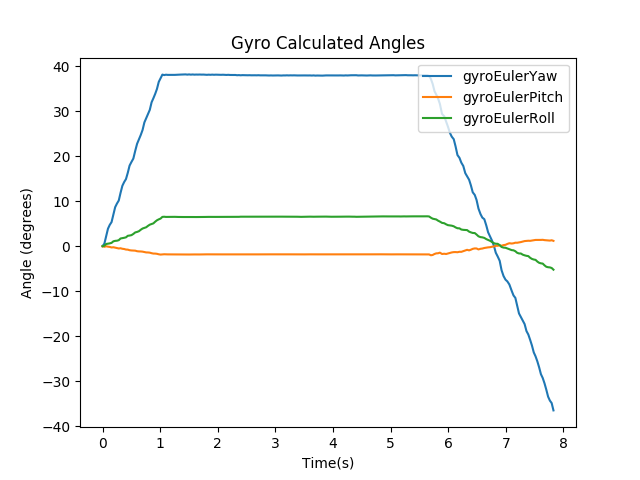 Gyro Calculated Angles
gyroEulerYaw
gyroEulerPitch
gyroEulerRoll
40
30
20
10
0
−10
−20
−30
−40
Angle (degrees)
0 1 2 3 4 5 6 7 8
Time(s)